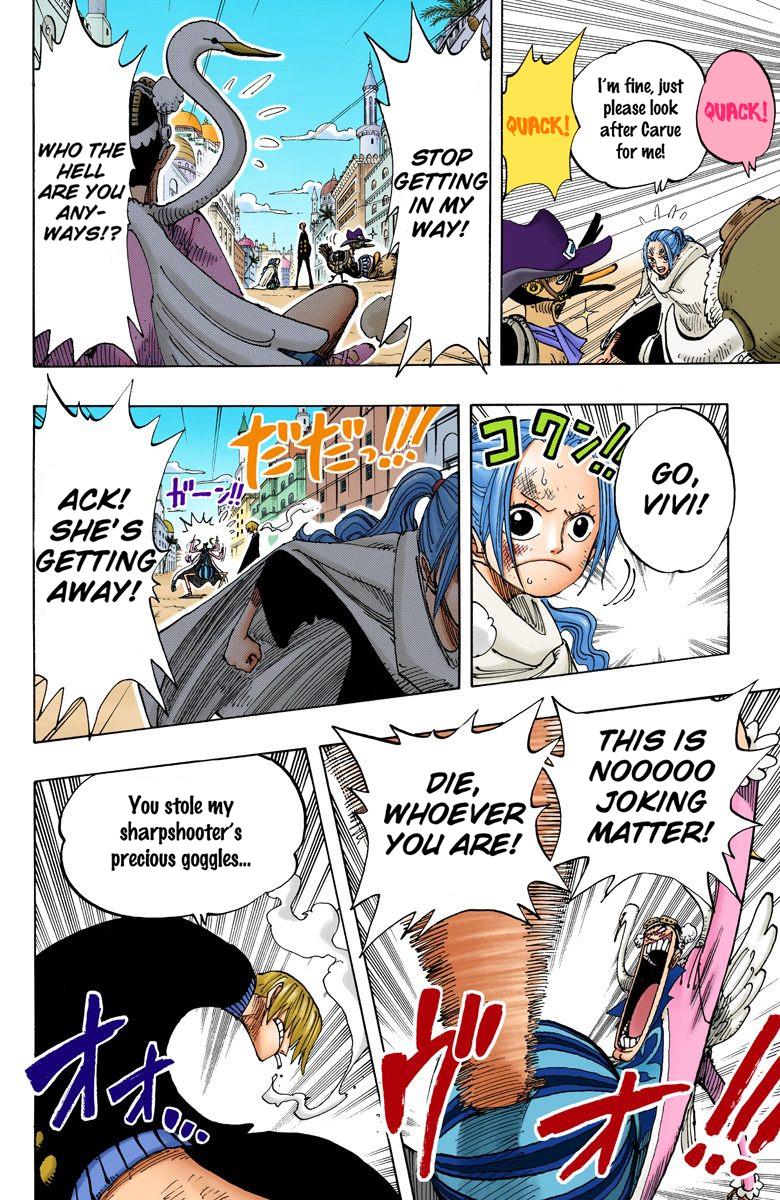 QUACK!
I'm fine, just
please look
after Carue
for me!
QUACK!
STOP
GETTING
IN MY
WAY!
WHO THE
HELL
ARE YOU
ANY-
WAYS!?
GO,
VIVI!
コクン!!
だだっ!!!
ガーン!!
ACK!
SHE'S
GETTING
AWAY!
THIS IS
NOOOOO
JOKING
MATTER!
DIE,
WHOEVER
YOU ARE!
You stole my
sharpshooter's
precious goggles...
オオ...
ヴオ...!!!